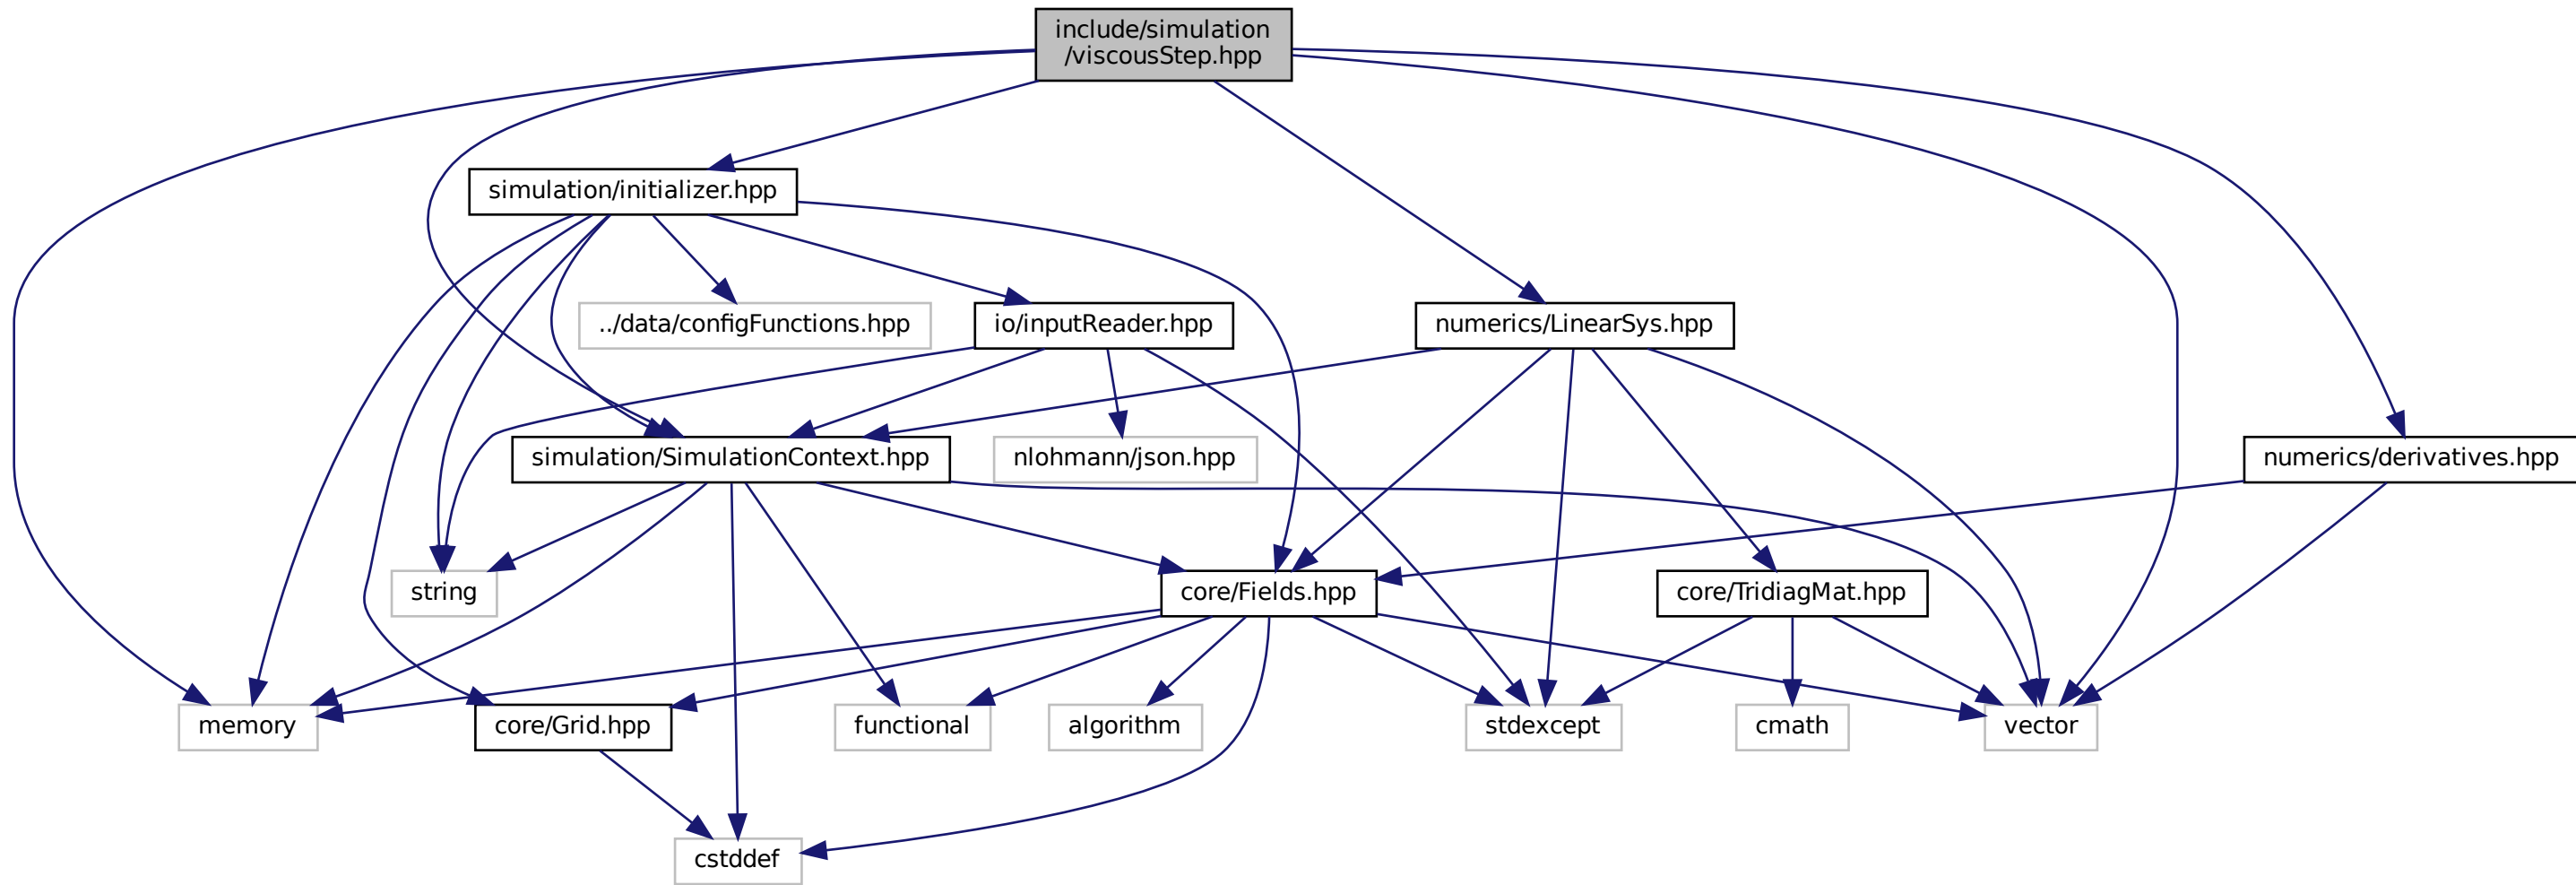 include/simulation
/viscousStep.hpp
simulation/initializer.hpp
../data/configFunctions.hpp
io/inputReader.hpp
numerics/LinearSys.hpp
simulation/SimulationContext.hpp
nlohmann/json.hpp
numerics/derivatives.hpp
string
core/Fields.hpp
core/TridiagMat.hpp
memory
core/Grid.hpp
functional
algorithm
stdexcept
cmath
vector
cstddef